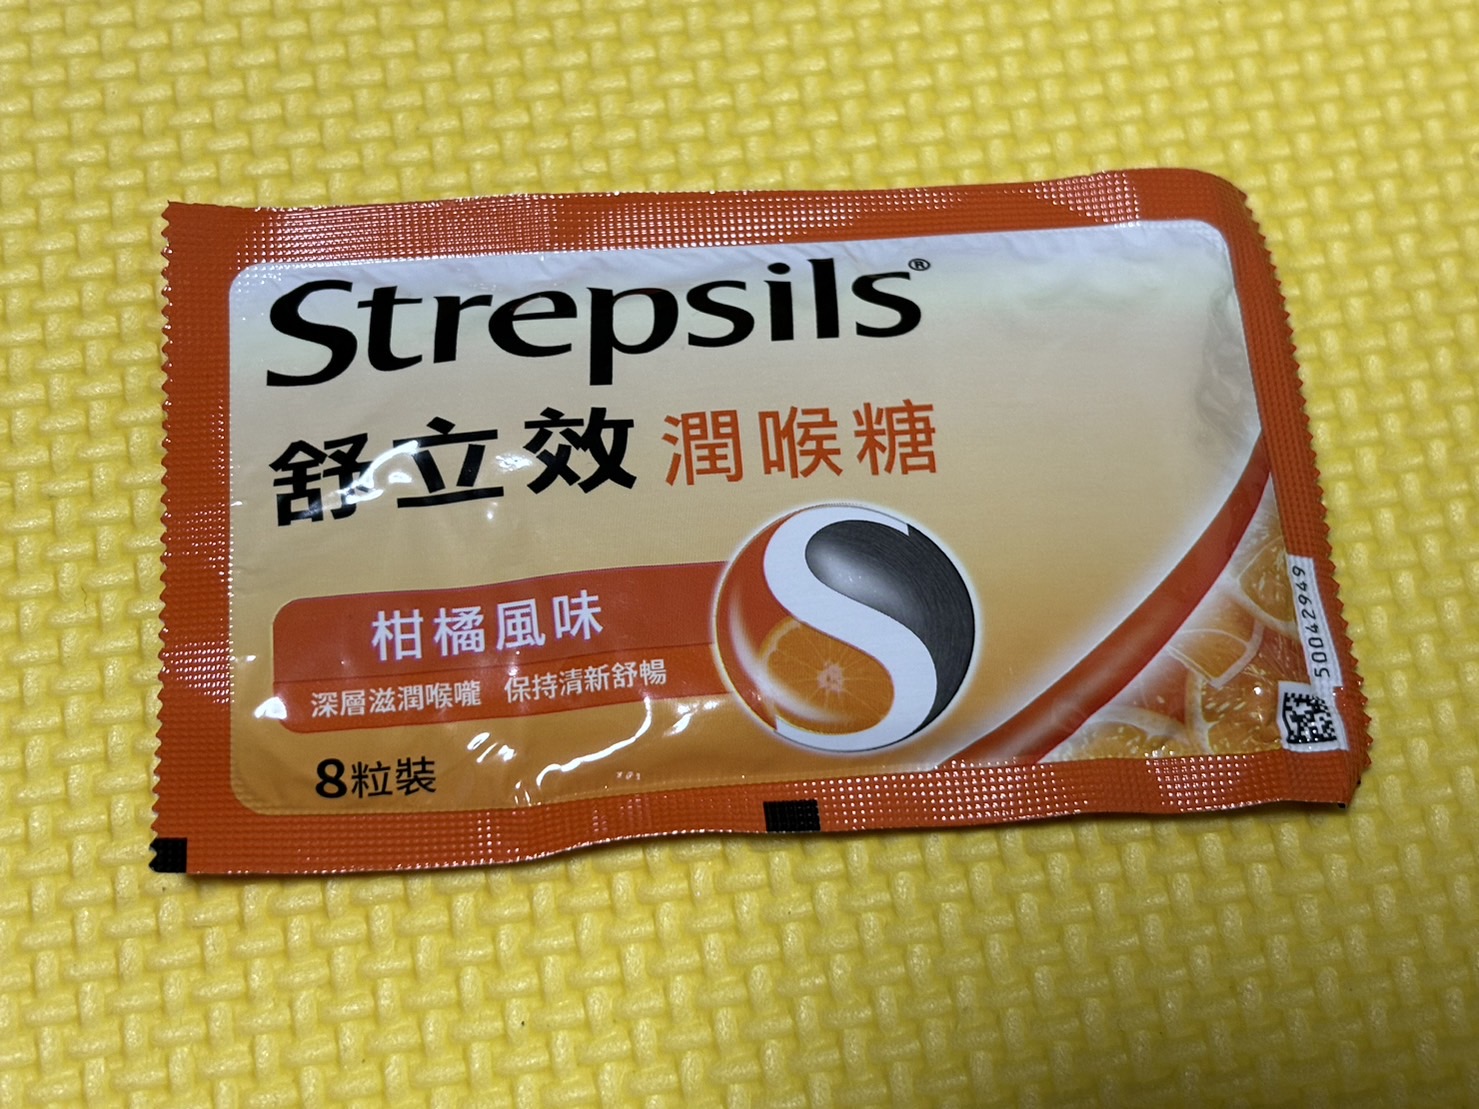 Strepsils®
舒立效 潤喉糖
柑橘風味
深層滋潤喉嚨 保持清新舒暢
8粒裝
50042949